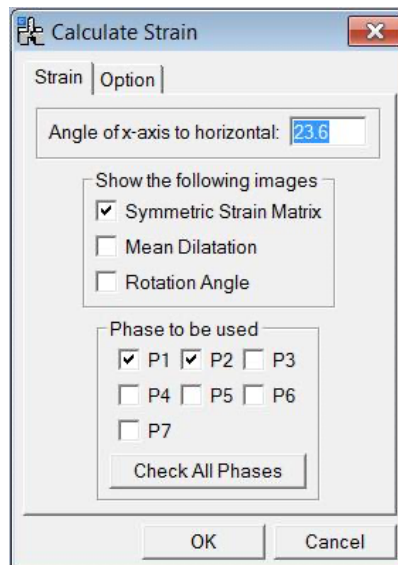 Calculate Strain
Strain Option
Angle of x-axis to horizontal: 23.6
Show the following images
Symmetric Strain Matrix
Mean Dilatation
Rotation Angle
Phase to be used
P1 P2 P3
P4 P5 P6
P7
Check All Phases
OK Cancel